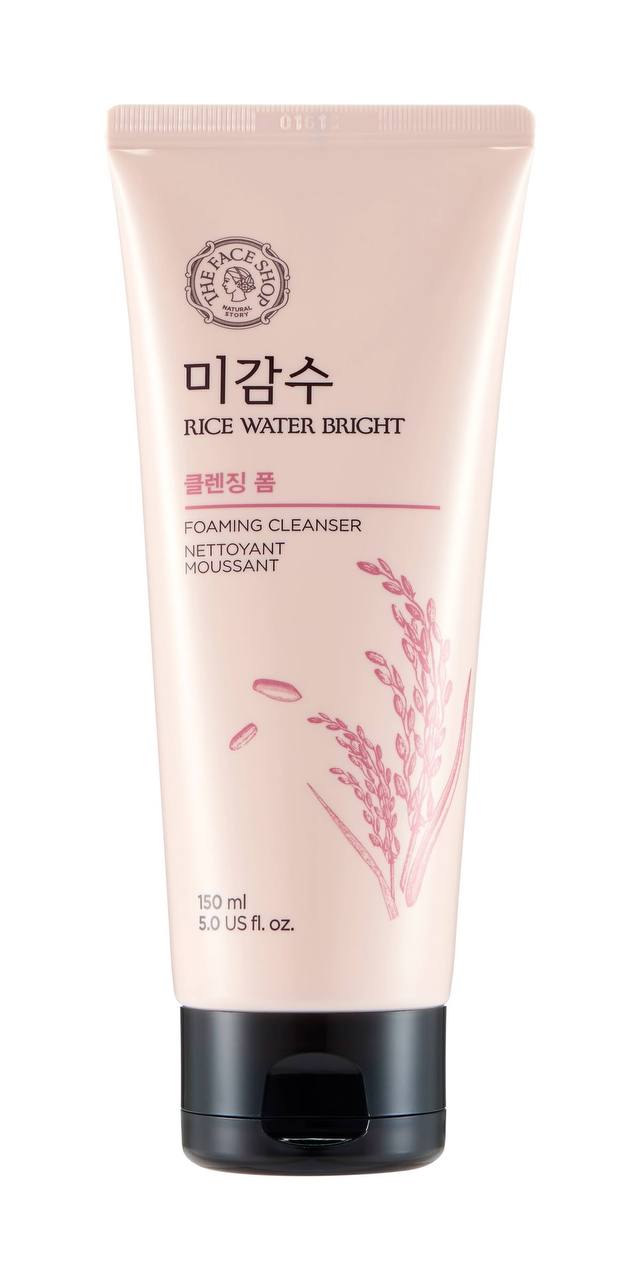 THE FACE SHOP
NATURAL
STORY
미감수
RICE WATER BRIGHT
클렌징 폼
FOAMING CLEANSER
NETTOYANT
MOUSSANT
150 ml
5.0 US fl. oz.